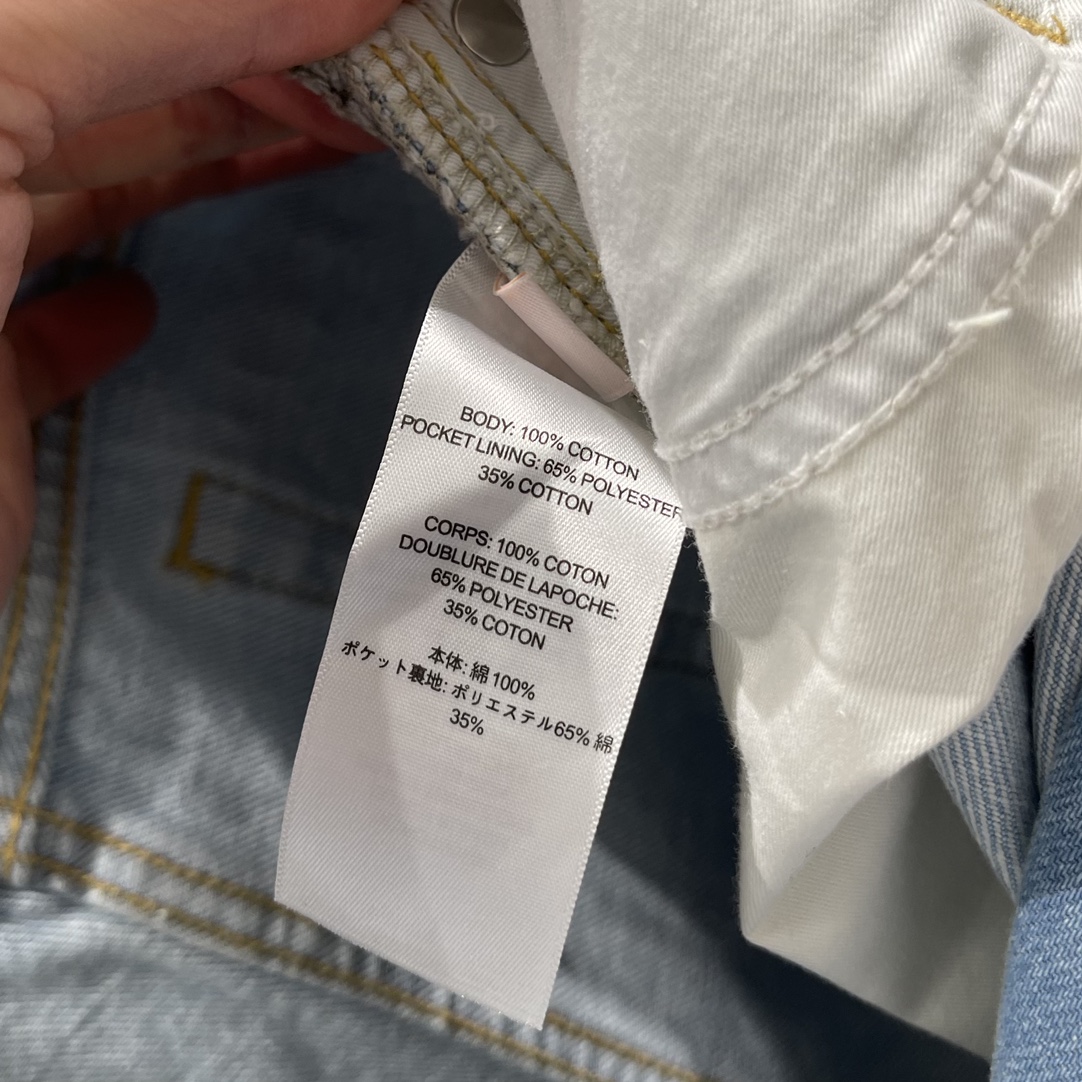 BODY: 100% COTTON
POCKET LINING: 65% POLYESTER
35% COTTON
CORPS: 100% COTON
DOUBLURE DE LAPOCHE:
65% POLYESTER
35% COTON
本体: 綿 100%
ポケット裏地: ポリエステル65% 綿
35%